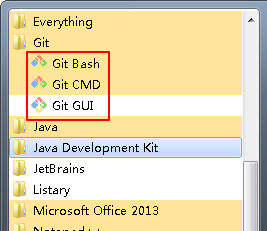 Everything
Git
Git Bash
Git CMD
Git GUI
Java
Java Development Kit
JetBrains
Listary
Microsoft Office 2013